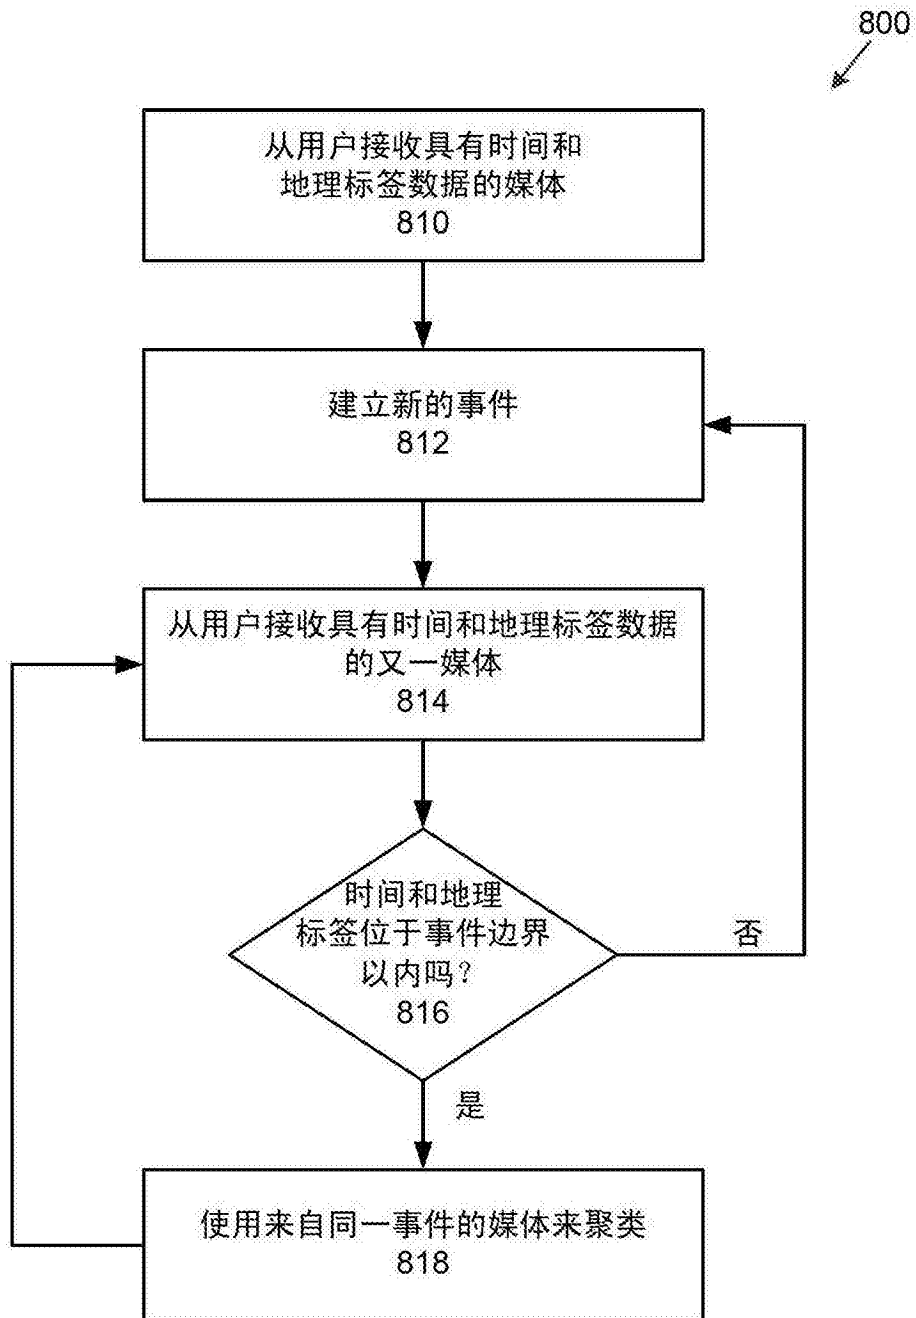 800
从用户接收具有时间和
地理标签数据的媒体
810
建立新的事件
812
从用户接收具有时间和地理标签数据
的又一媒体
814
时间和地理
标签位于事件边界
以内吗？
816
否
是
使用来自同一事件的媒体来聚类
818